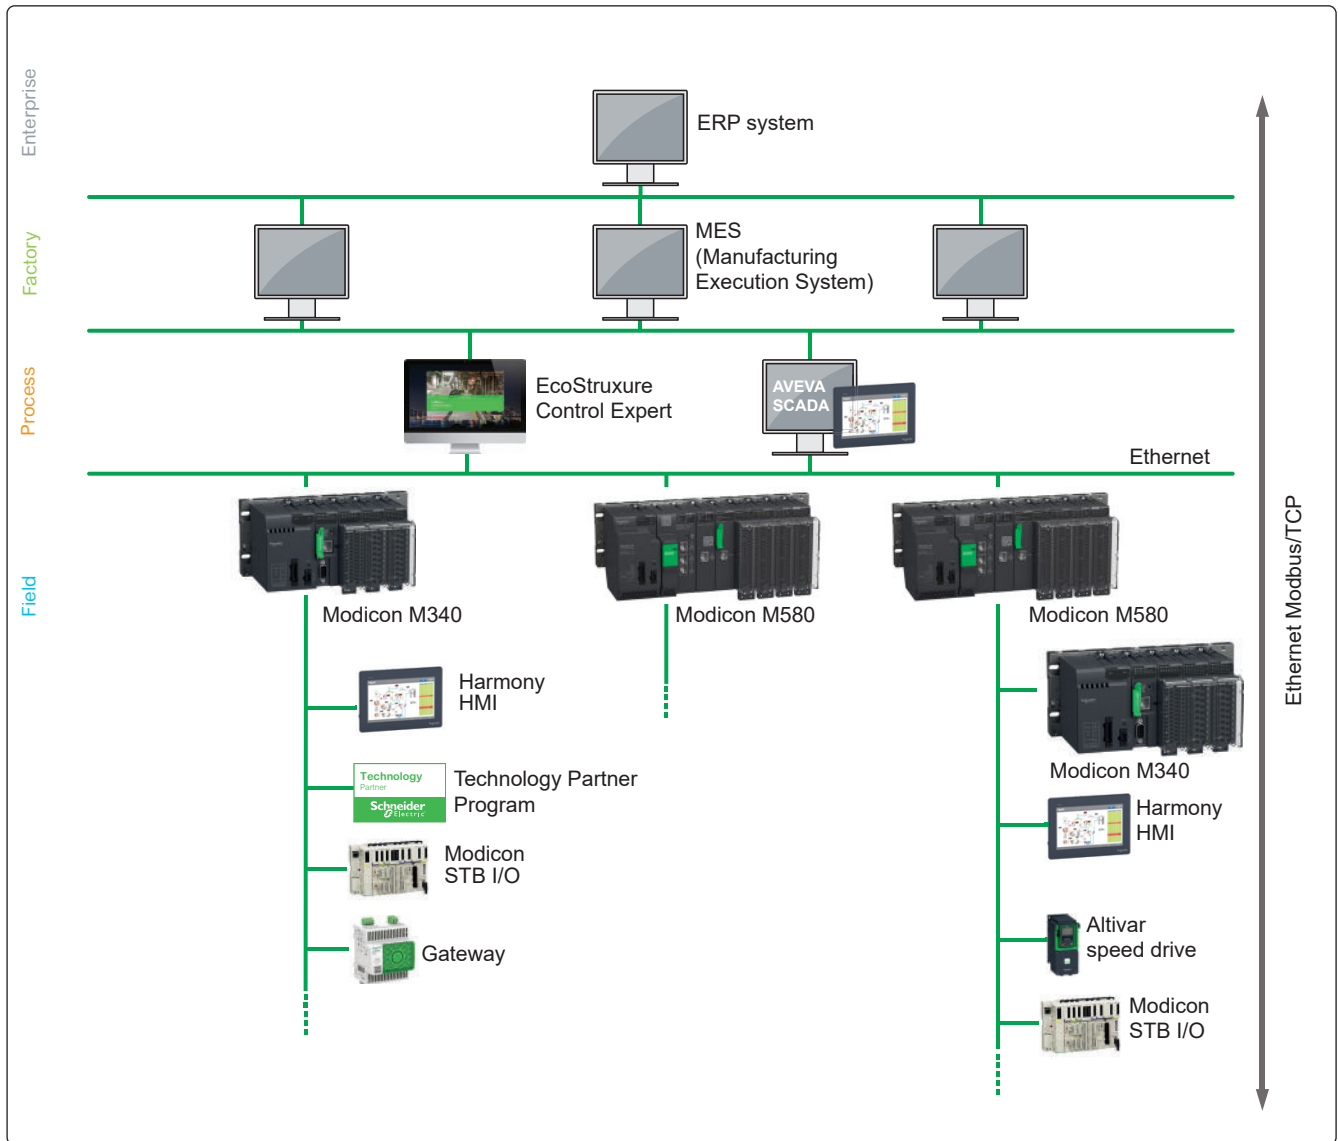 Enterprise
ERP system
Factory
MES
(Manufacturing
Execution System)
Process
EcoStruxure
Control Expert
AVEVA
SCADA
Ethernet
Ethernet Modbus/TCP
Field
Modicon M340
Modicon M580
Modicon M580
Harmony
HMI
Technology
Partner
Schneider
Electric
Technology Partner
Program
Modicon
STB I/O
Gateway
Modicon M340
Harmony
HMI
Altivar
speed drive
Modicon
STB I/O